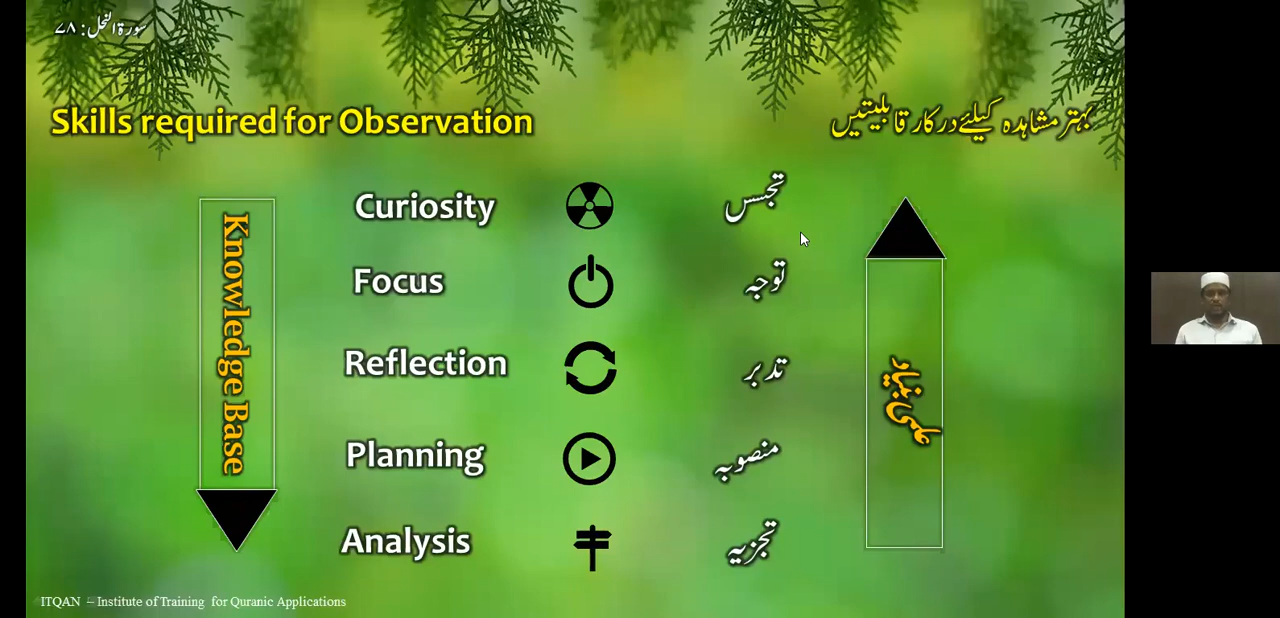 سورۃ النحل: ۷۸
Skills required for Observation
بہتر مشاہدہ کیلئے درکار قابلیتیں
Knowledge Base
Curiosity
تجسس
Focus
توجہ
Reflection
تدبر
Planning
منصوبہ
Analysis
تجزیہ
علمی بنیاد
ITQAN – Institute of Training for Quranic Applications